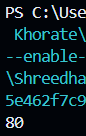 PS C:\Use
Khorate\
--enable-
\Shreedha
5e462f7c9
80